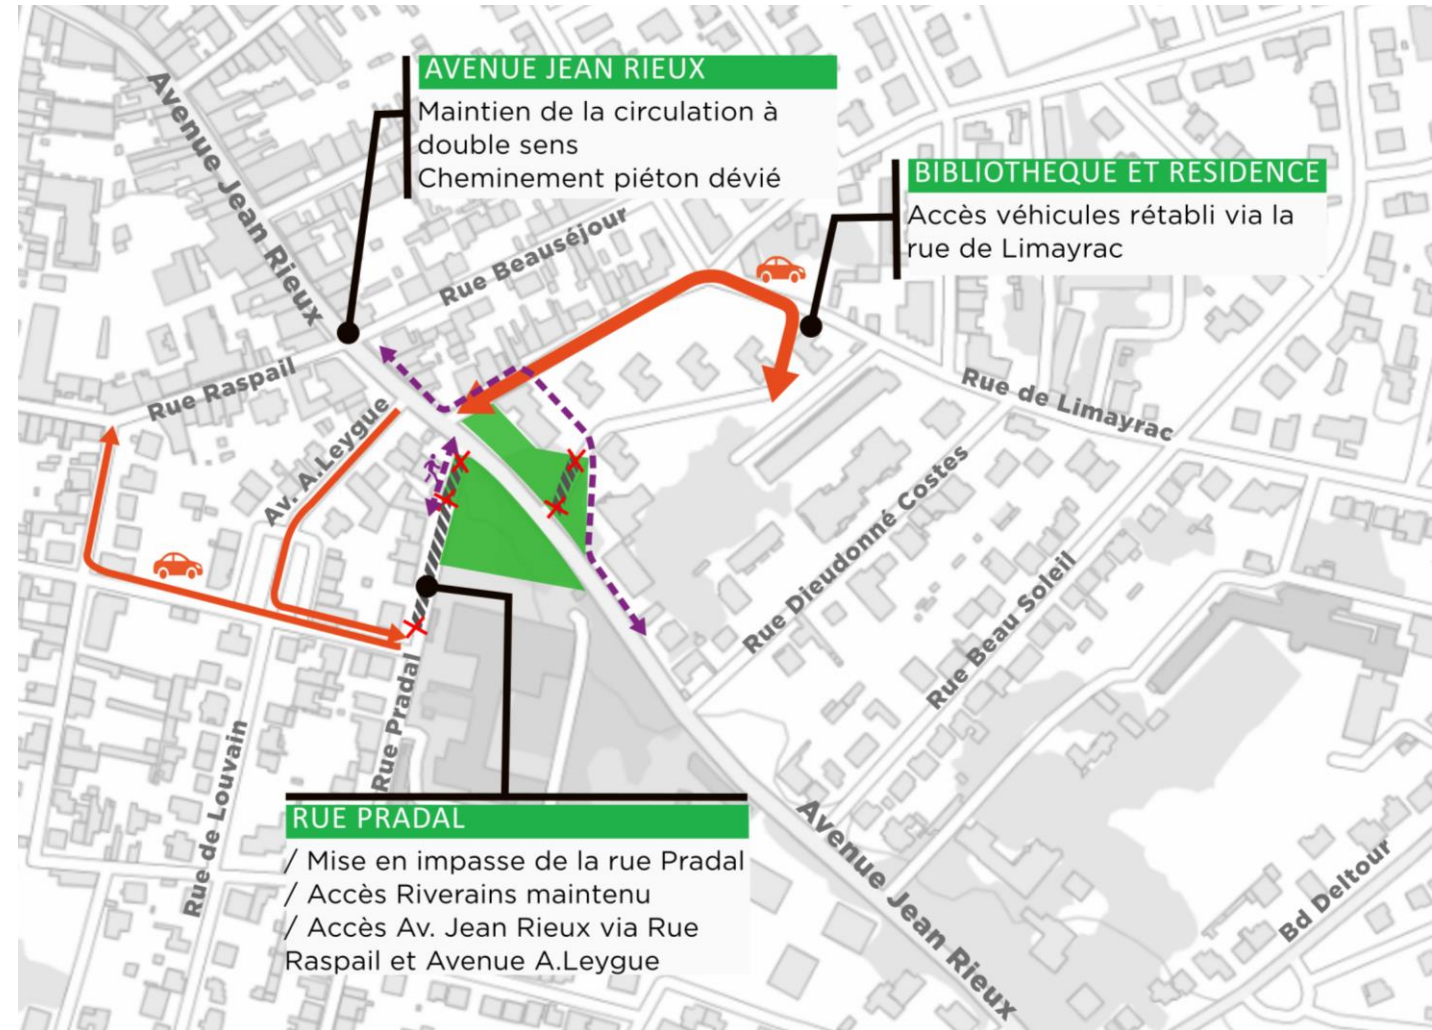 AVENUE JEAN RIEUX
Maintien de la circulation à
double sens
Cheminement piéton dévié
BIBLIOTHEQUE ET RESIDENCE
Accès véhicules rétabli via la
rue de Limayrac
Avenue Jean Rieux
Rue Beauséjour
Rue Raspail
Av. A.Leygue
Rue de Limayrac
Rue Dieudonné Costes
Rue Beau Soleil
Rue Pradal
Rue de Louvain
RUE PRADAL
/ Mise en impasse de la rue Pradal
/ Accès Riverains maintenu
/ Accès Av. Jean Rieux via Rue
Raspail et Avenue A.Leygue
Avenue Jean Rieux
Bd Deltour